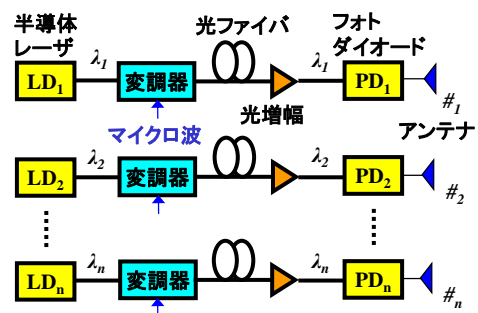 半導体
レーザ
光ファイバ
フォト
ダイオード
λ1
λ1
LD1
変調器
PD1
#1
マイクロ波
光増幅
アンテナ
λ2
λ2
LD2
変調器
PD2
#2
λn
λn
LDn
変調器
PDn
#n